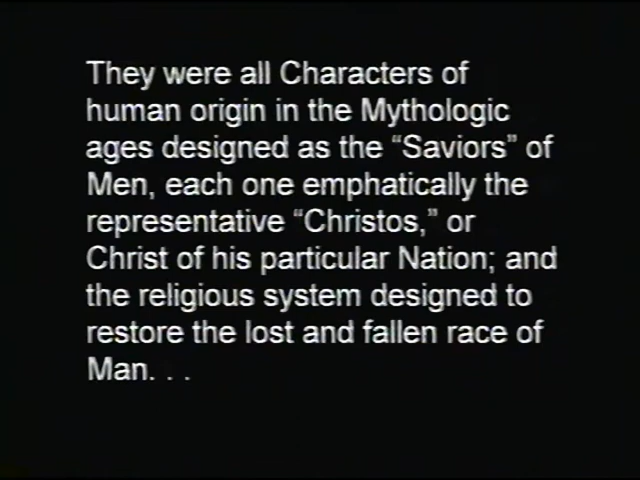 They were all Characters of
human origin in the Mythologic
ages designed as the “Saviors” of
Men, each one emphatically the
representative “Christos,” or
Christ of his particular Nation; and
the religious system designed to
restore the lost and fallen race of
Man. . .